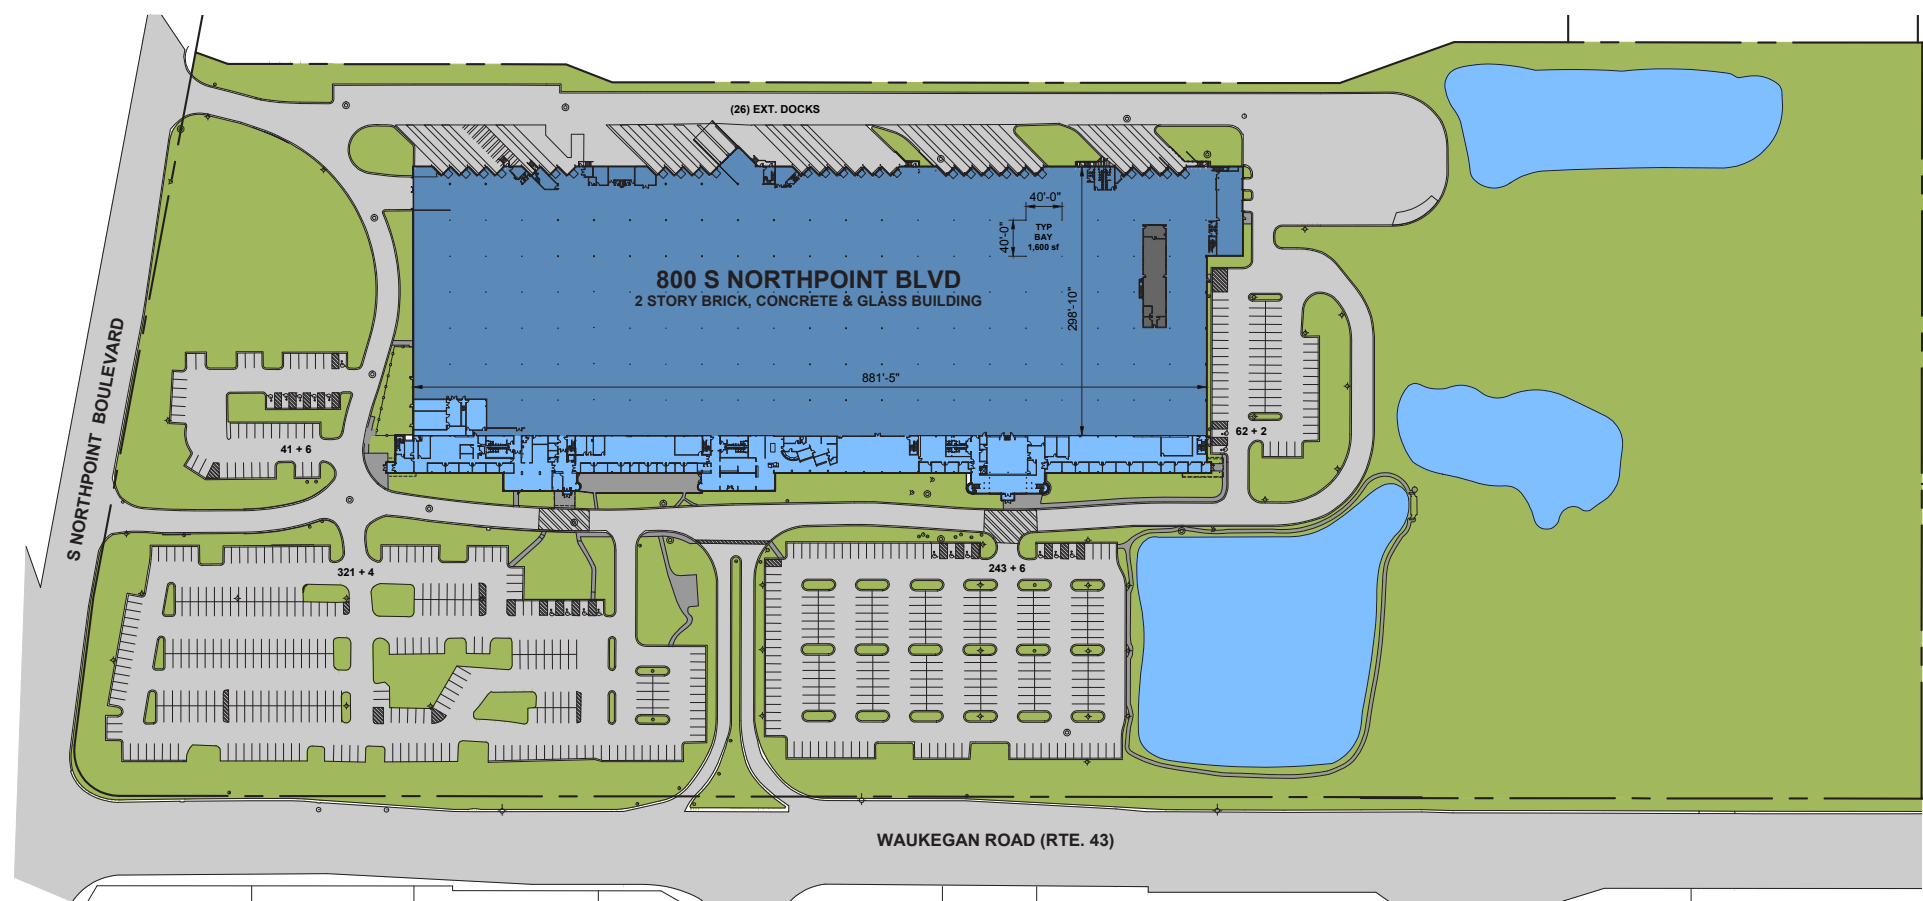 (26) EXT. DOCKS
40'-0"
40'-0"
TYP
BAY
1,600 sf
800 S NORTHPOINT BLVD
2 STORY BRICK, CONCRETE & GLASS BUILDING
298'-10"
881'-5"
S NORTHPOINT BOULEVARD
41 + 6
62 + 2
321 + 4
243 + 6
WAUKEGAN ROAD (RTE. 43)